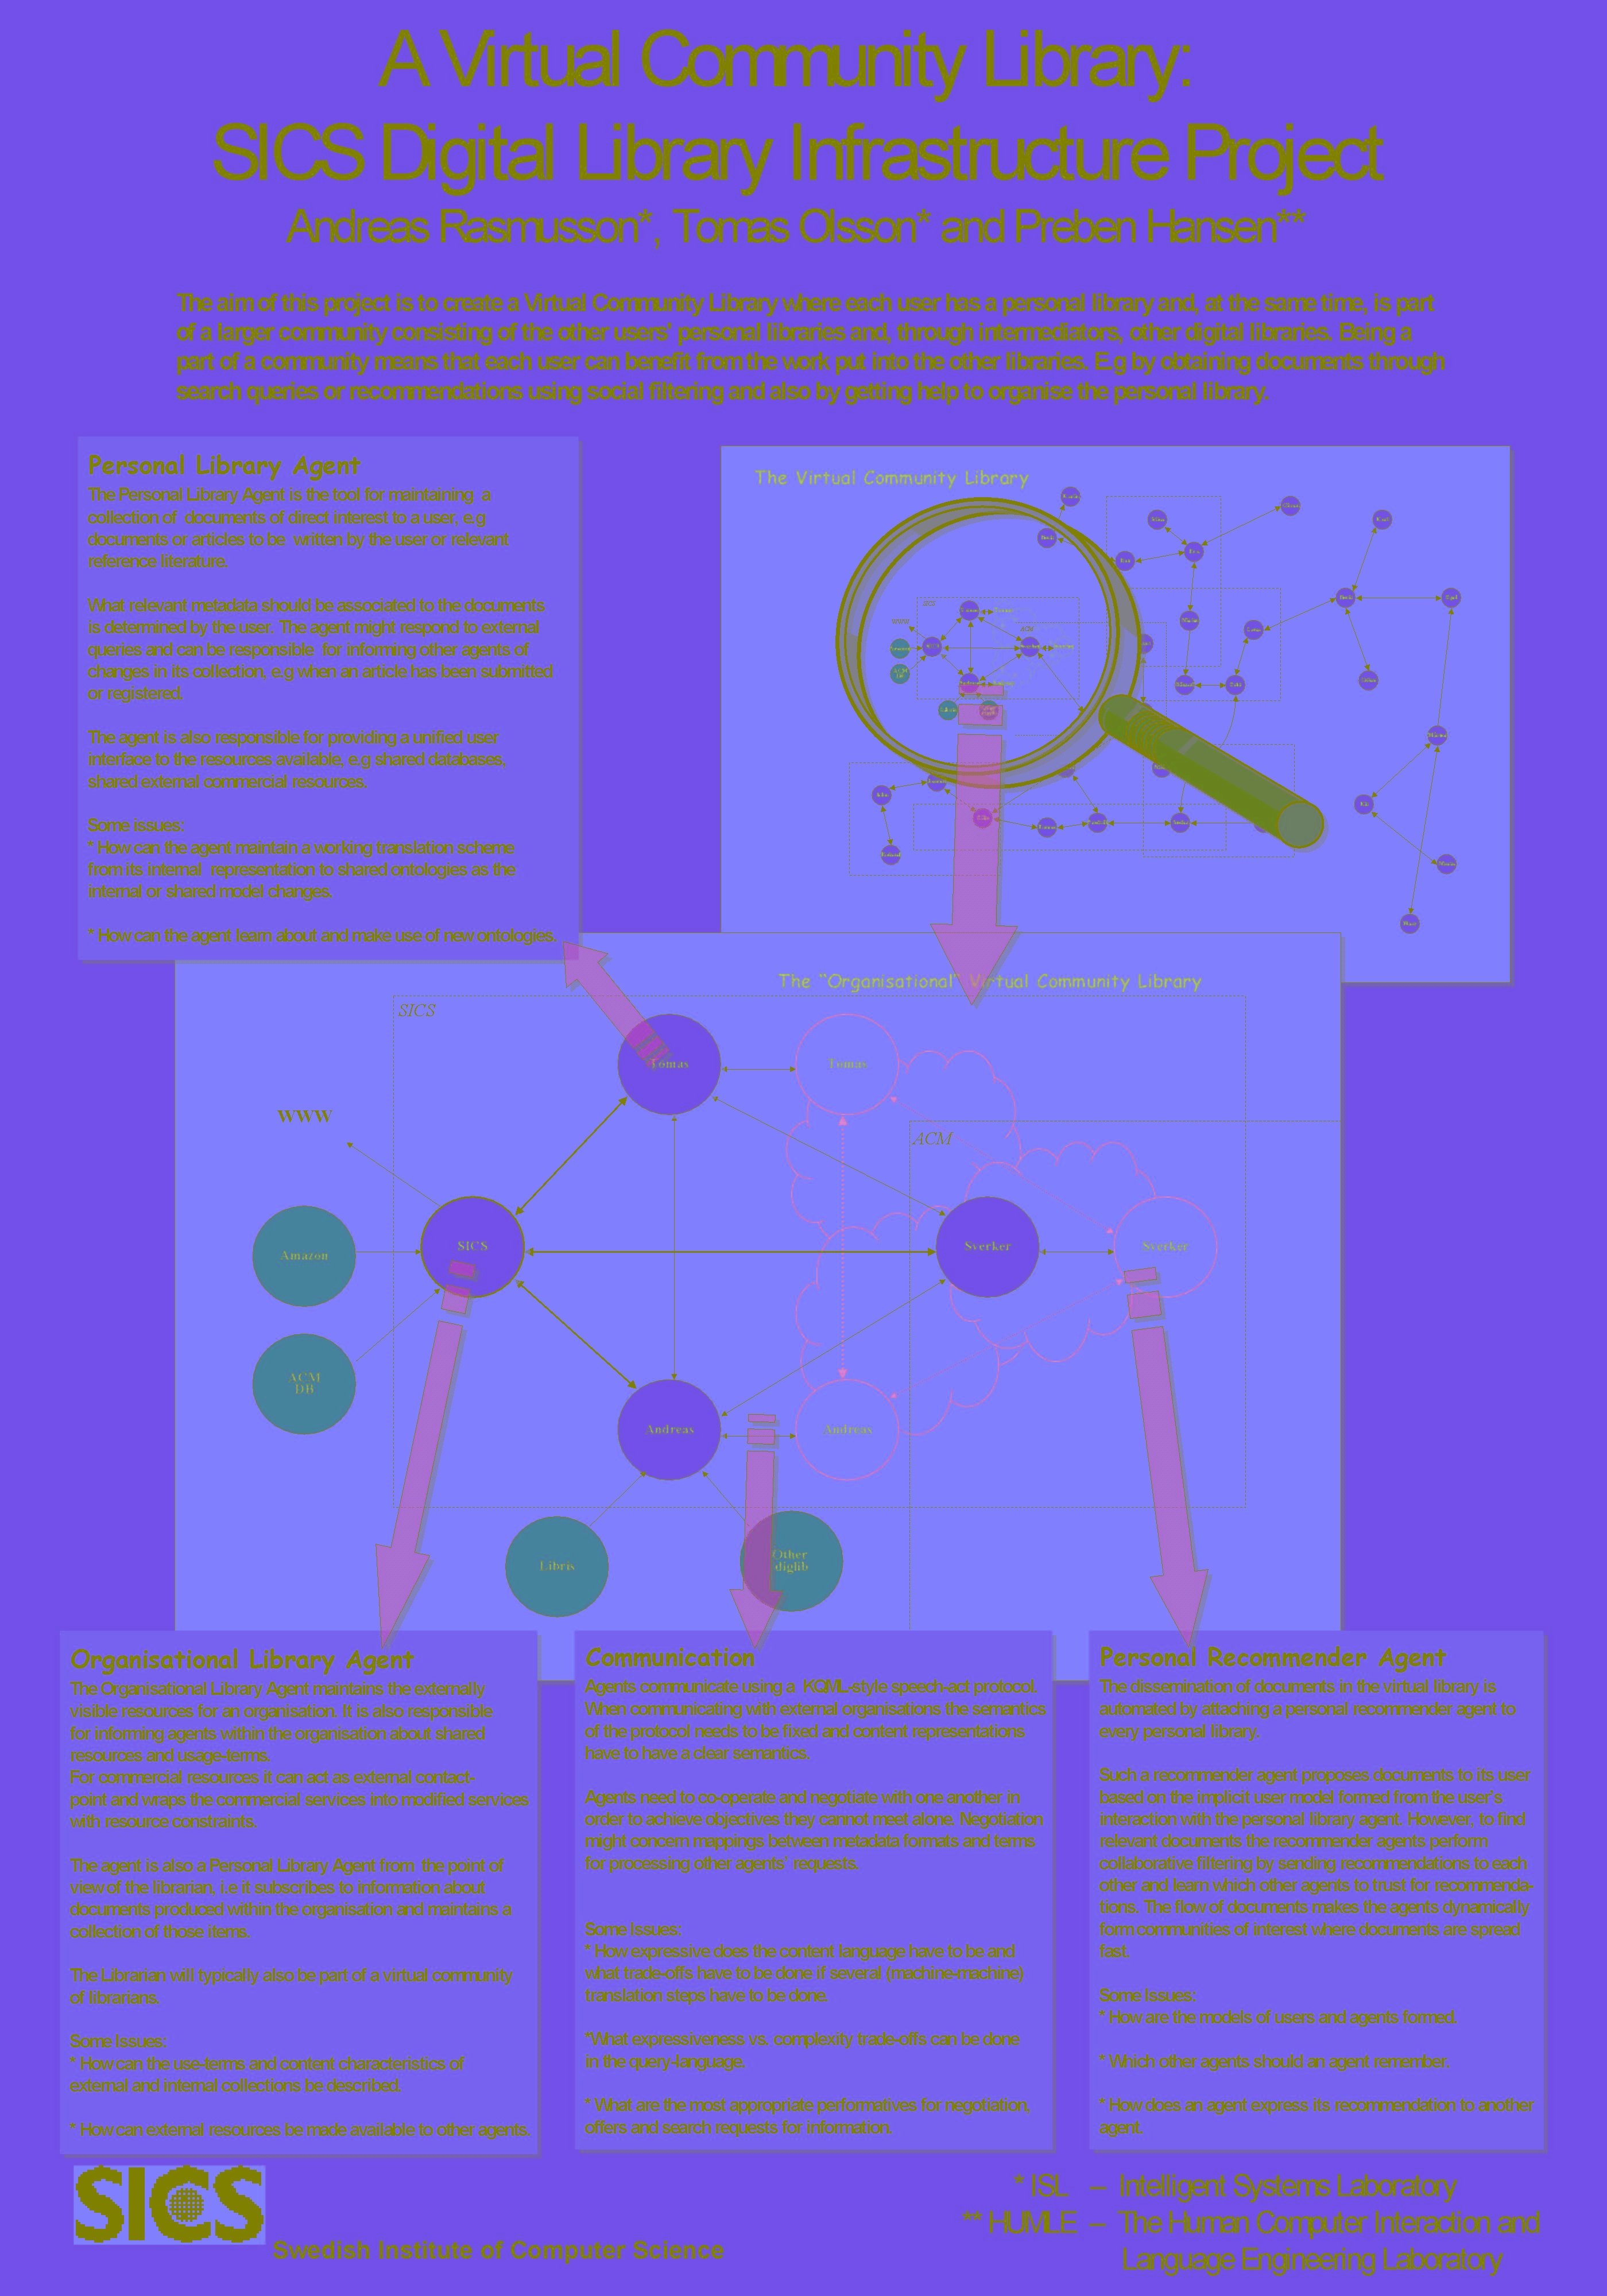 A Virtual Community Library:
SICS Digital Library Infrastructure Project
Andreas Rasmusson*, Tomas Olsson* and Preben Hansen**
The aim of this project is to create a Virtual Community Library where each user has a personal library and, at the same time, is part
of a larger community consisting of the other users' personal libraries and, through intermediators, other digital libraries. Being a
part of a community means that each user can benefit from the work put into the other libraries. E.g by obtaining documents through
search queries or recommendations using social filtering and also by getting help to organise the personal library.
Personal Library Agent
The Personal Library Agent is the tool for maintaining a
collection of documents of direct interest to a user, e.g
documents or articles to be written by the user or relevant
reference literature.
What relevant metadata should be associated to the documents
is determined by the user. The agent might respond to external
queries and can be responsible for informing other agents of
changes in its collection, e.g when an article has been submitted
or registered.
The agent is also responsible for providing a unified user
interface to the resources available, e.g shared databases,
shared external commercial resources.
Some issues:
* How can the agent maintain a working translation scheme
from its internal representation to shared ontologies as the
internal or shared model changes.
* How can the agent learn about and make use of new ontologies.
The Virtual Community Library
The "Organisational" Virtual Community Library
SICS
Tomas
Tomas
WWW
ACM
Amazon
SICS
Sverker
Sverker
ACM
DB
Andreas
Andreas
Libris
Other
diglib
Organisational Library Agent
The Organisational Library Agent maintains the externally
visible resources for an organisation. It is also responsible
for informing agents within the organisation about shared
resources and usage-terms.
For commercial resources it can act as external contact-
point and wraps the commercial services into modified services
with resource constraints.
The agent is also a Personal Library Agent from the point of
view of the librarian, i.e it subscribes to information about
documents produced within the organisation and maintains a
collection of those items.
The Librarian will typically also be part of a virtual community
of librarians.
Some Issues:
* How can the use-terms and content characteristics of
external and internal collections be described.
* How can external resources be made available to other agents.
Communication
Agents communicate using a KQML-style speech-act protocol.
When communicating with external organisations the semantics
of the protocol needs to be fixed and content representations
have to have a clear semantics.
Agents need to co-operate and negotiate with one another in
order to achieve objectives they cannot meet alone. Negotiation
might concern mappings between metadata formats and terms
for processing other agents' requests.
Some Issues:
* How expressive does the content language have to be and
what trade-offs have to be done if several (machine-machine)
translation steps have to be done.
*What expressiveness vs. complexity trade-offs can be done
in the query-language.
* What are the most appropriate performatives for negotiation,
offers and search requests for information.
Personal Recommender Agent
The dissemination of documents in the virtual library is
automated by attaching a personal recommender agent to
every personal library.
Such a recommender agent proposes documents to its user
based on the implicit user model formed from the user's
interaction with the personal library agent. However, to find
relevant documents the recommender agents perform
collaborative filtering by sending recommendations to each
other and learn which other agents to trust for recommenda-
tions. The flow of documents makes the agents dynamically
form communities of interest where documents are spread
fast.
Some Issues:
* How are the models of users and agents formed.
* Which other agents should an agent remember.
* How does an agent express its recommendation to another
agent.
SICS
Swedish Institute of Computer Science
* ISL – Intelligent Systems Laboratory
** HUMLE – The Human Computer Interaction and
Language Engineering Laboratory